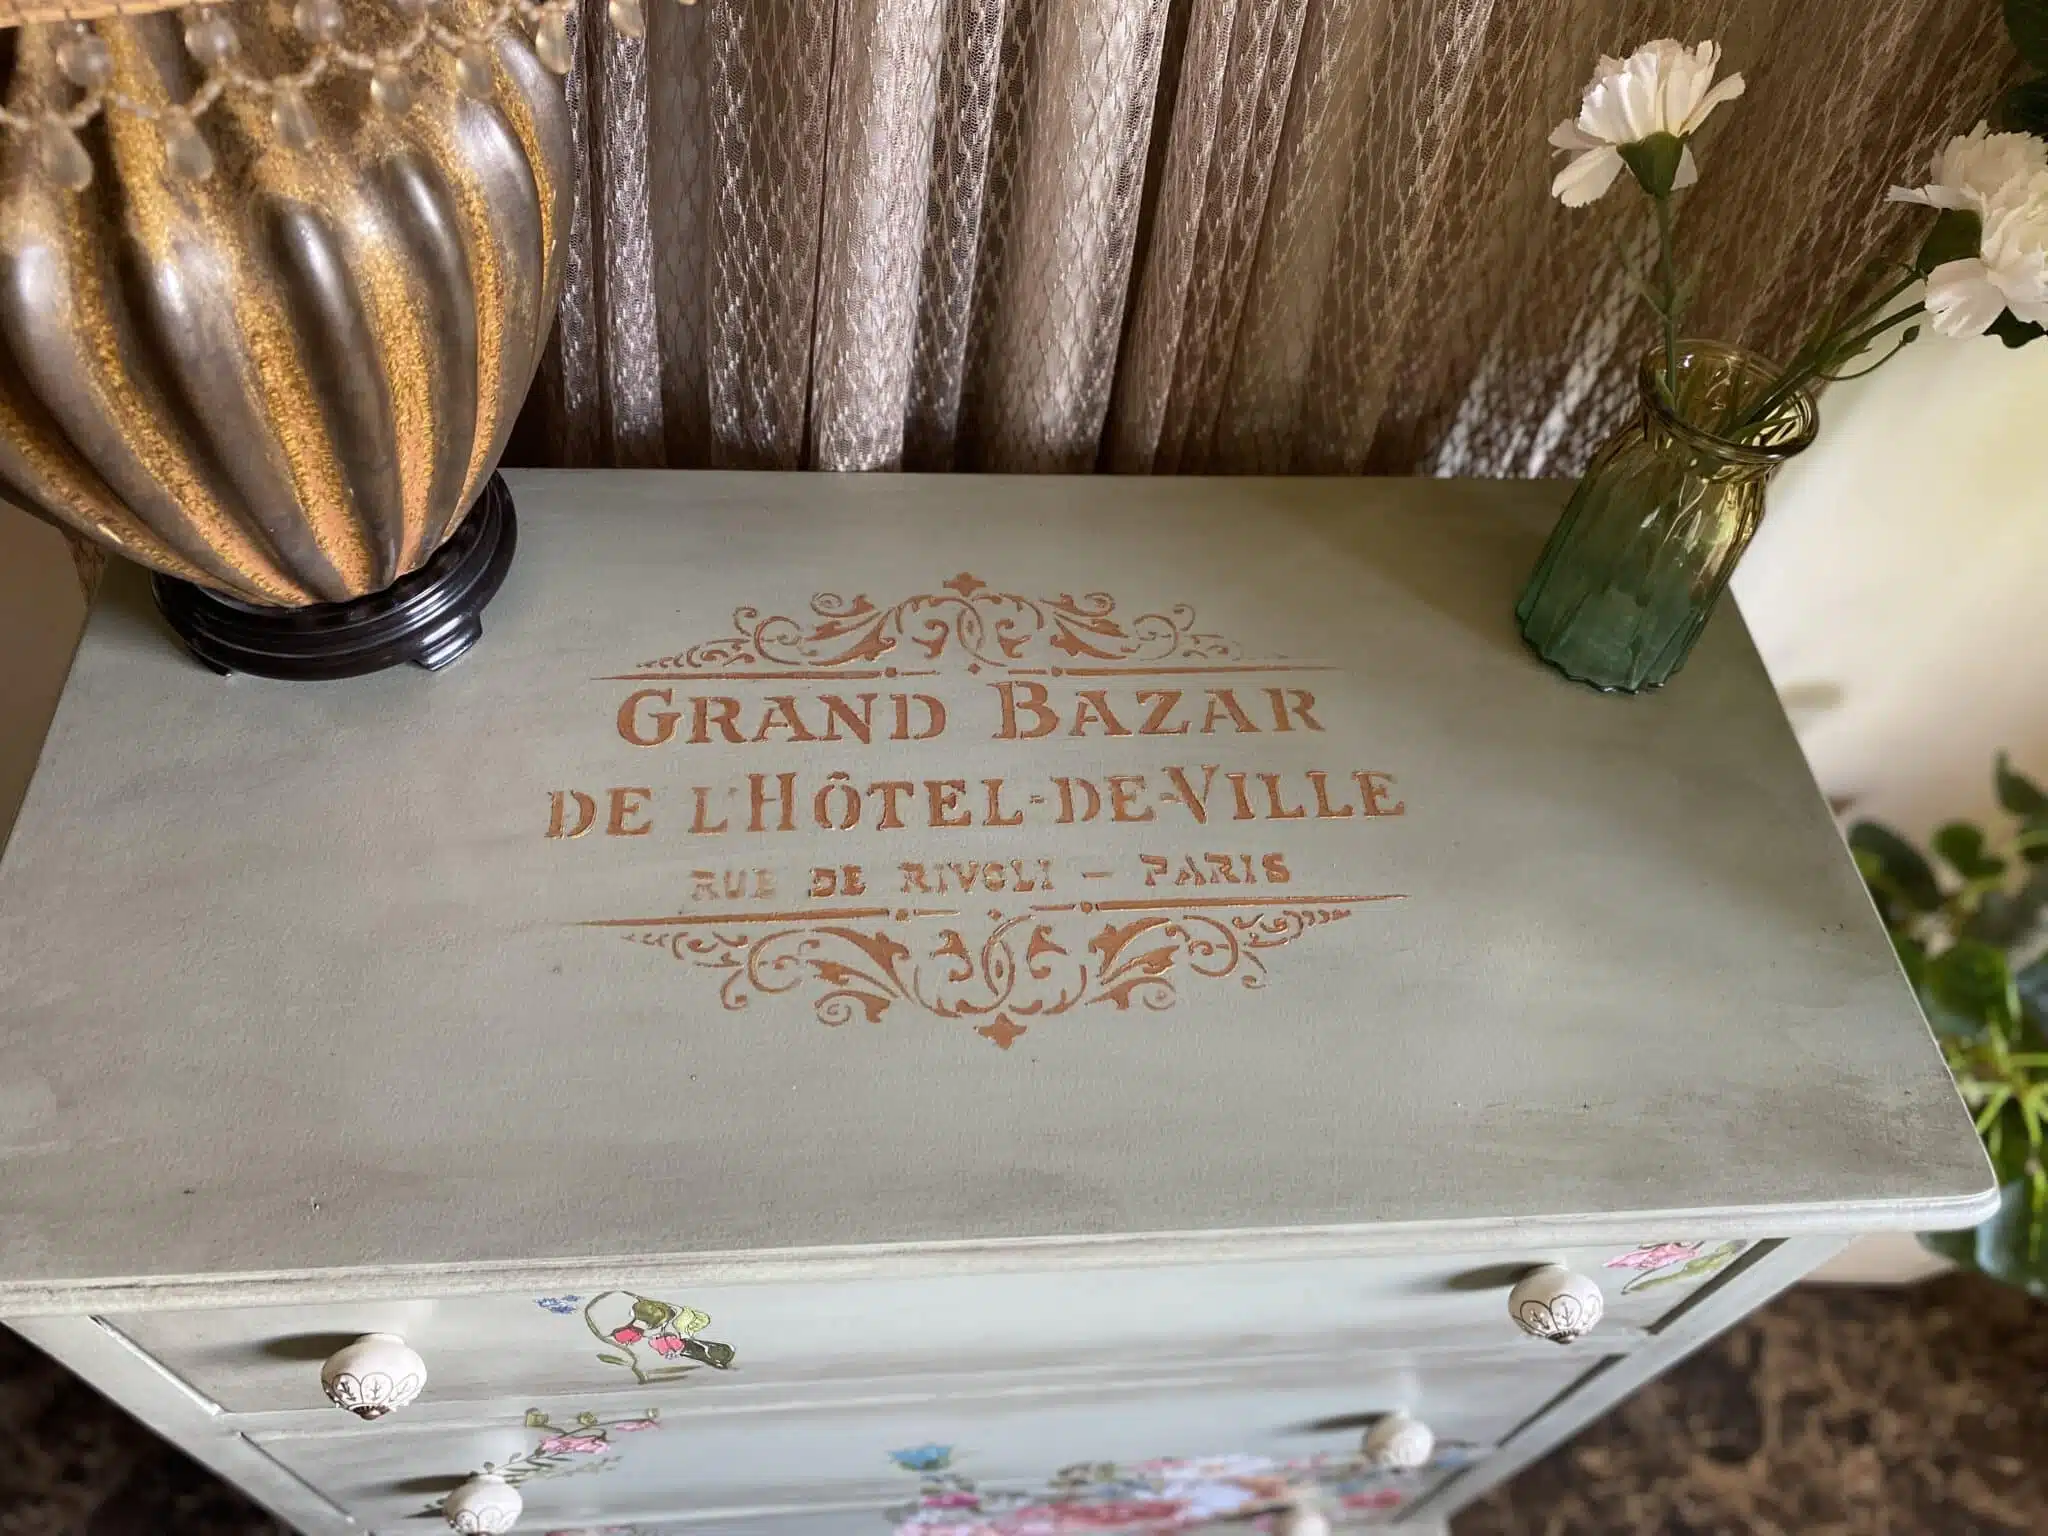 GRAND BAZAR
DE L'HÔTEL-DE-VILLE
RUE DE RIVOLI – PARIS